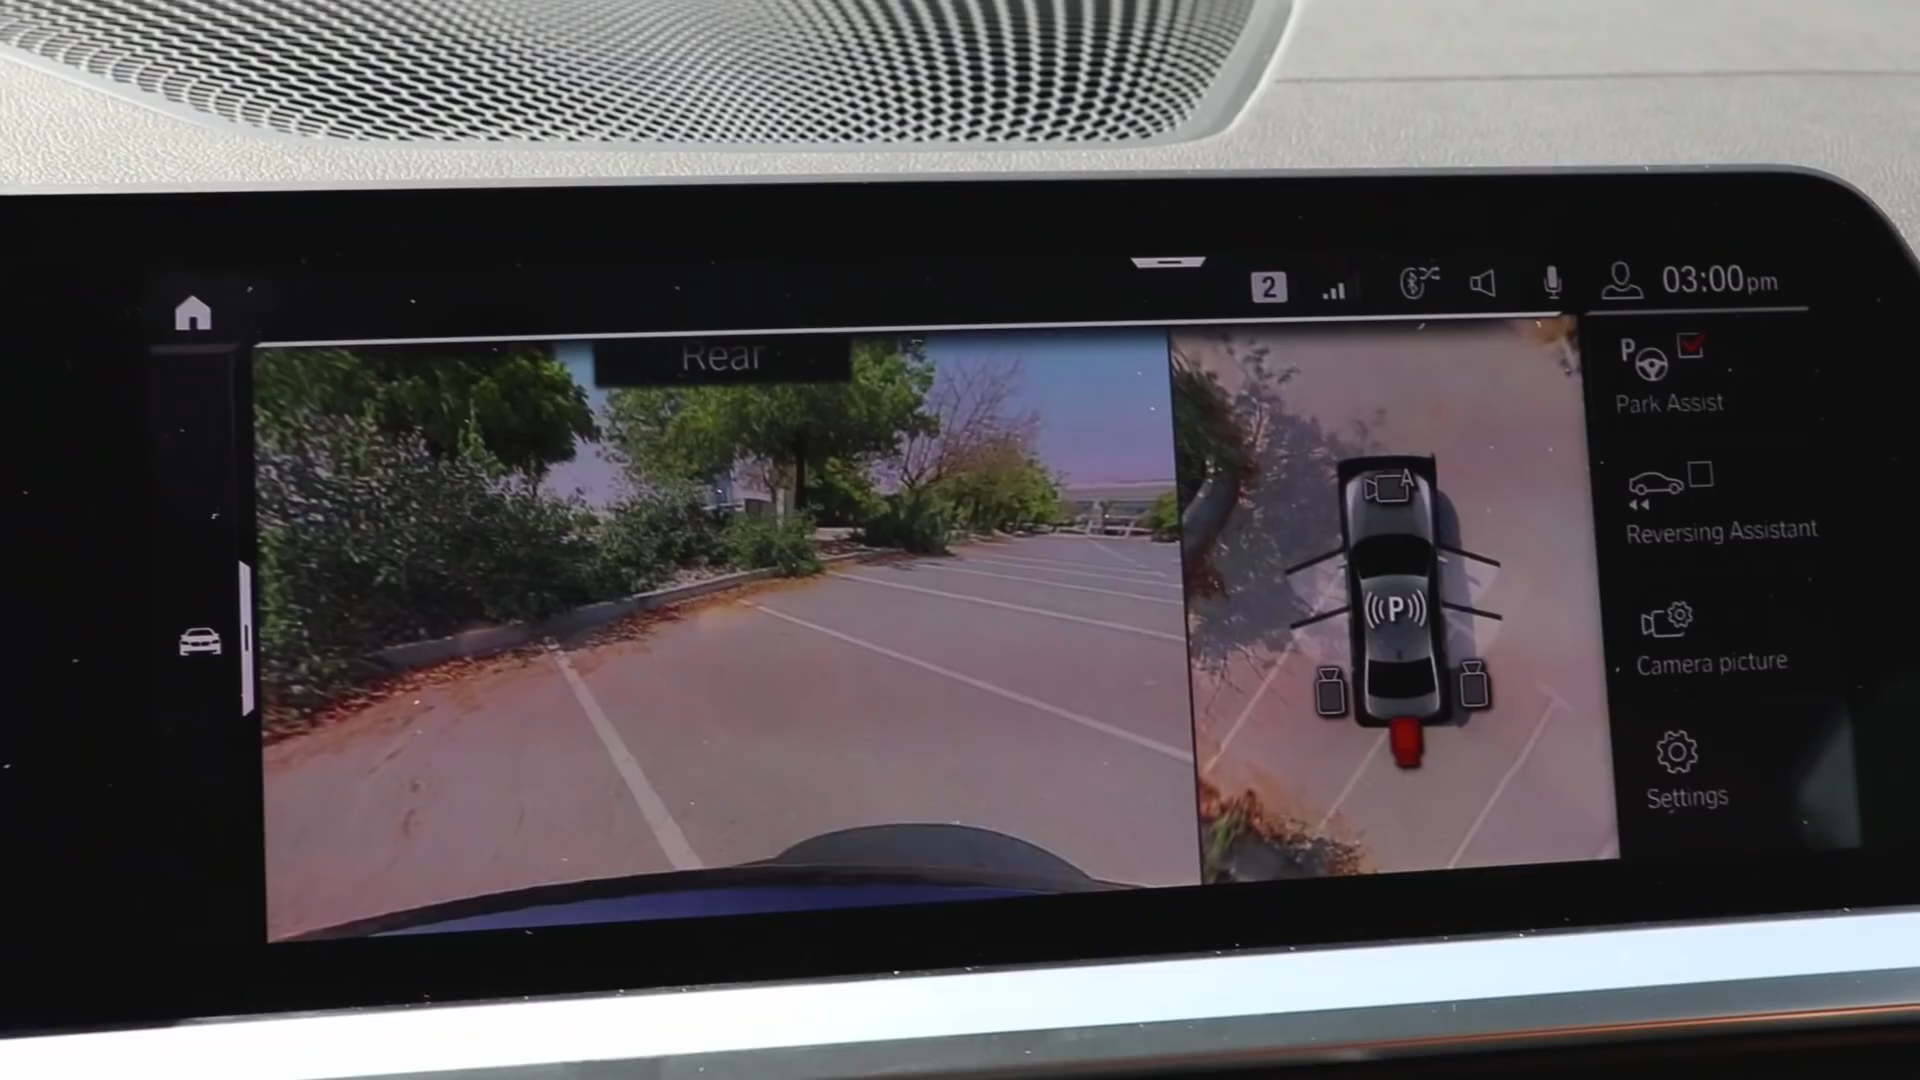 2
03:00pm
Rear
P
Park Assist
A
Reversing Assistant
P
Camera picture
Settings